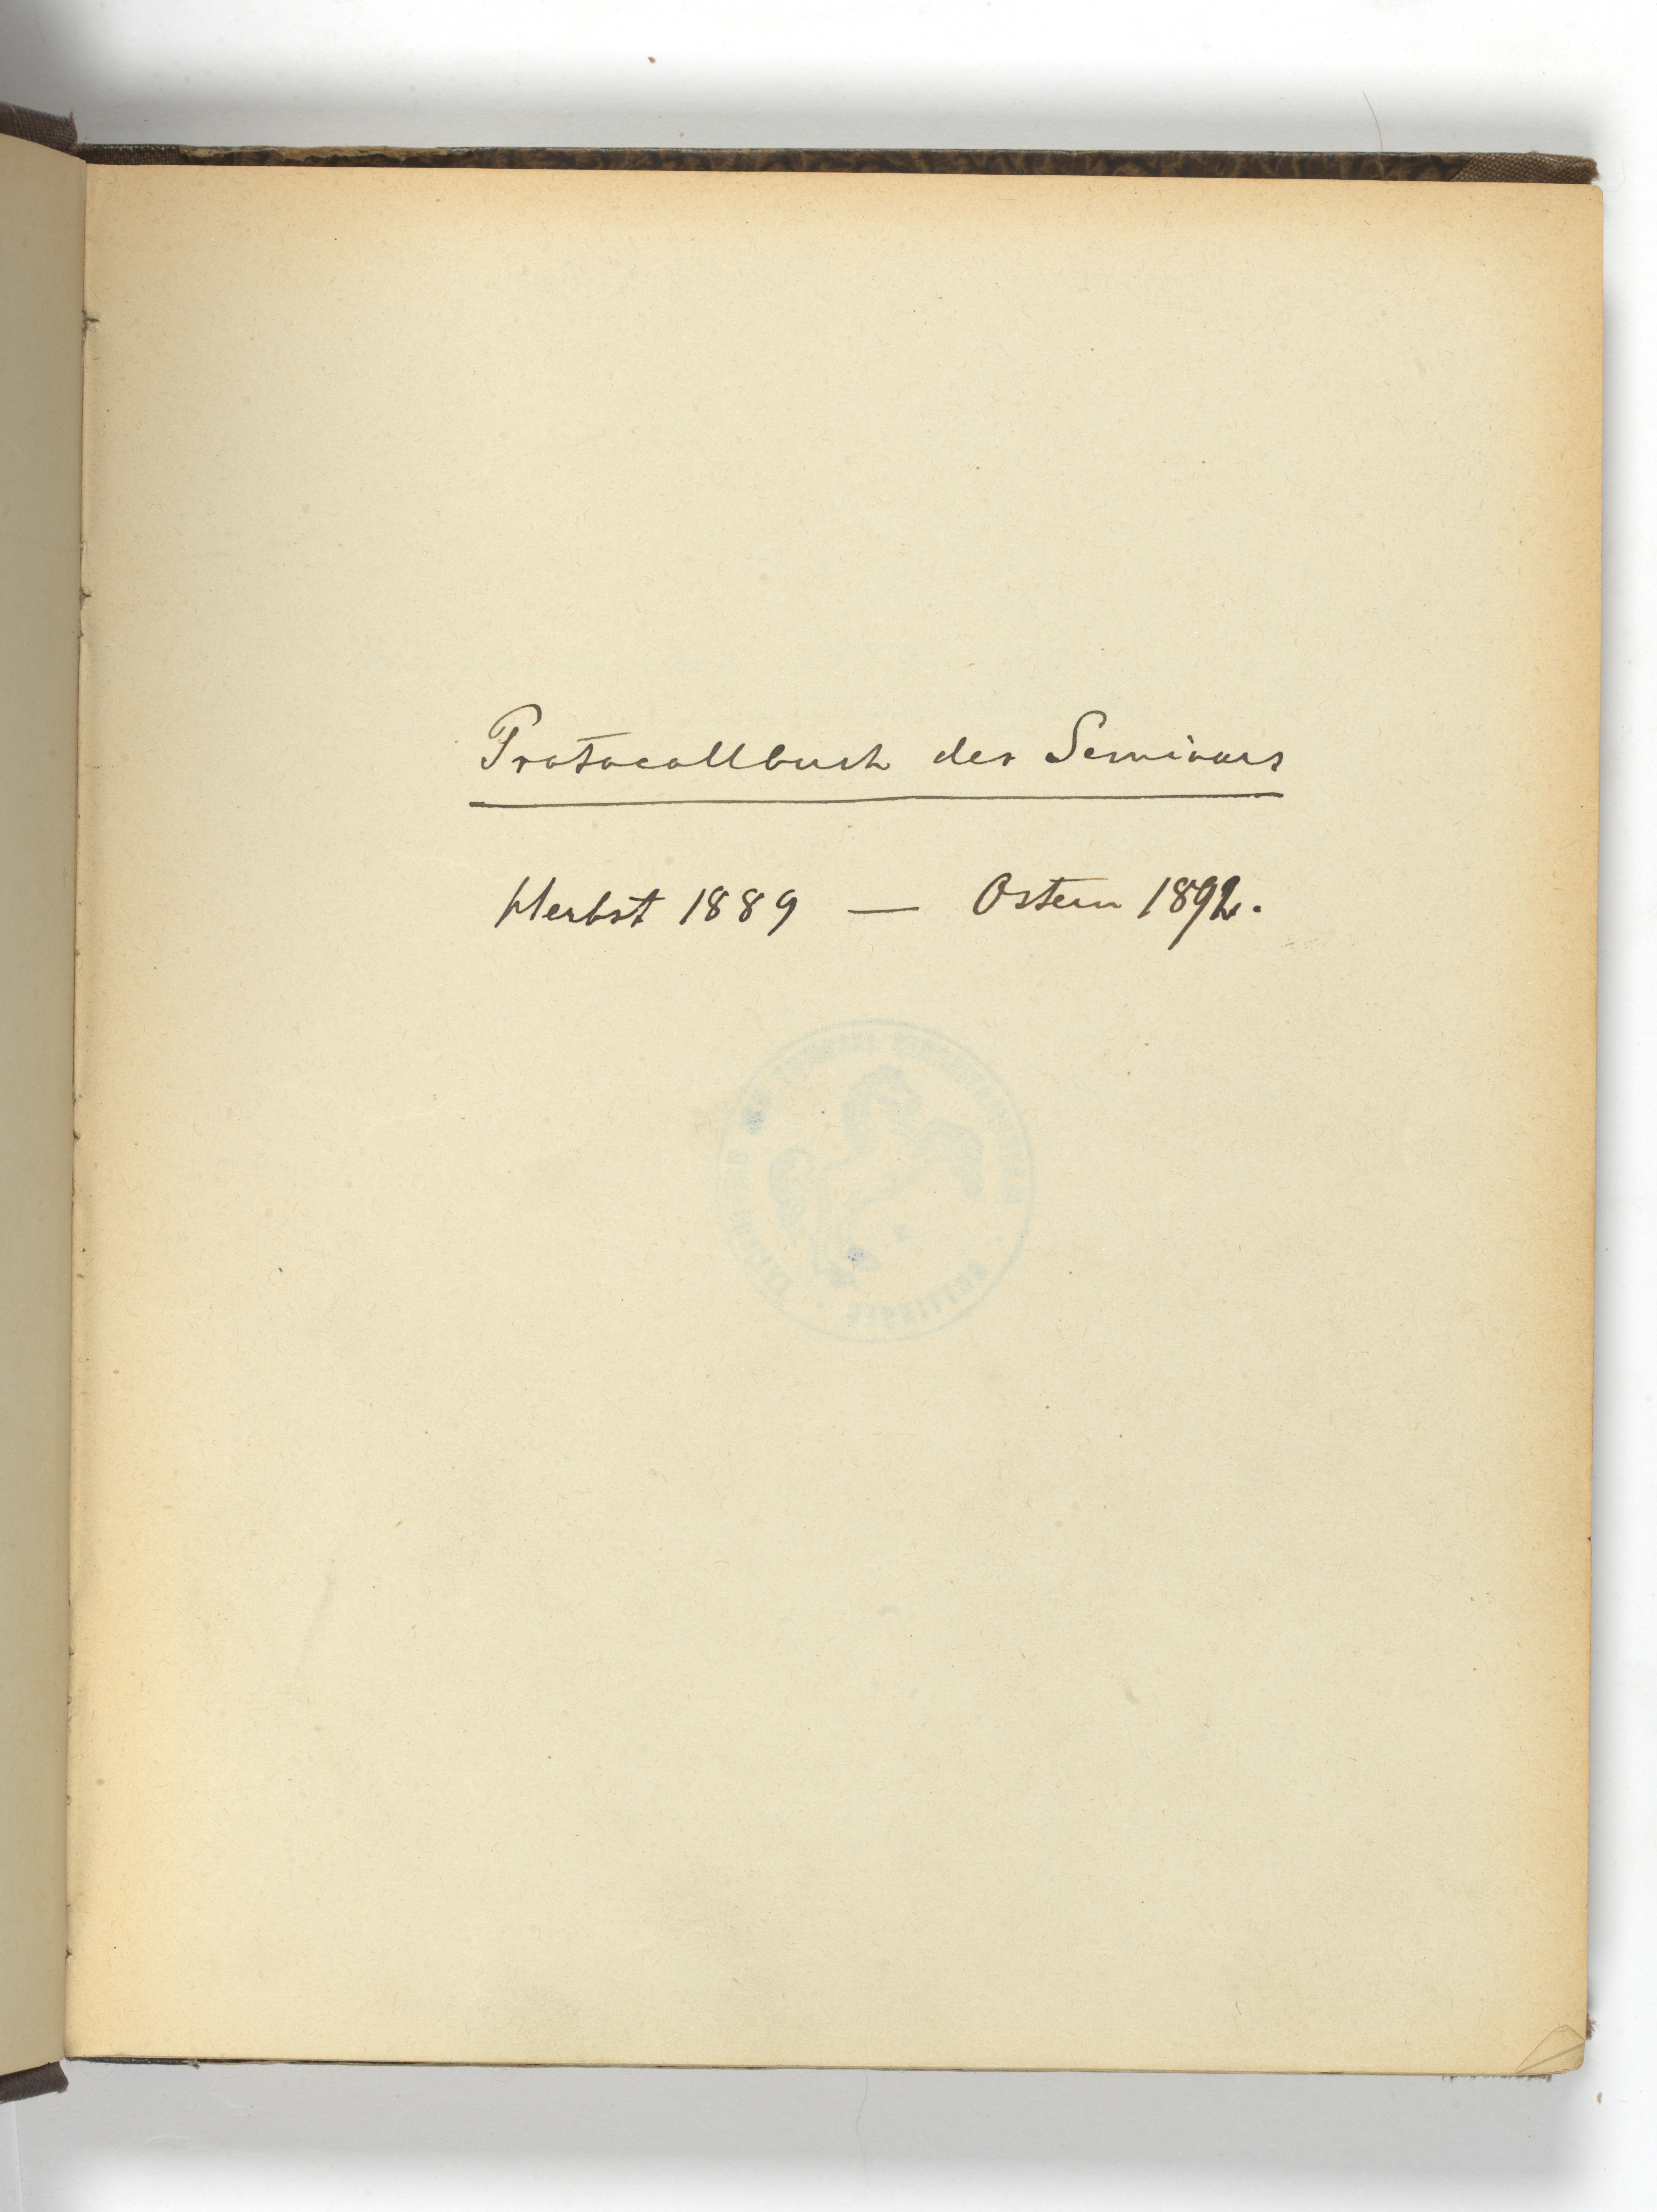 Protocollbuch des Seminars
Herbst 1889 — Ostern 1892.